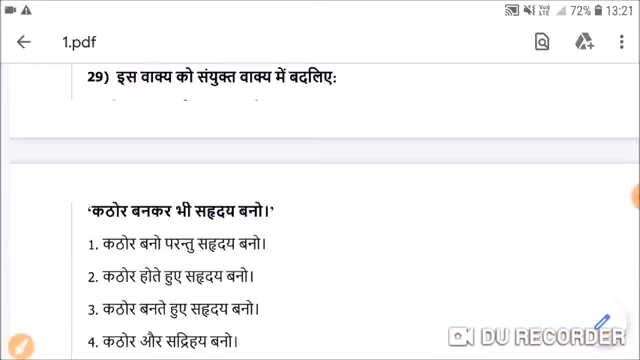 Vo)) LTE 72% 13:21
1.pdf
29) इस वाक्य को संयुक्त वाक्य में बदलिए:
‘कठोर बनकर भी सहृदय बनो।’
1. कठोर बनो परन्तु सहृदय बनो।
2. कठोर होते हुए सहृदय बनो।
3. कठोर बनते हुए सहृदय बनो।
4. कठोर और सद्रिहय बनो।
DU RECORDER